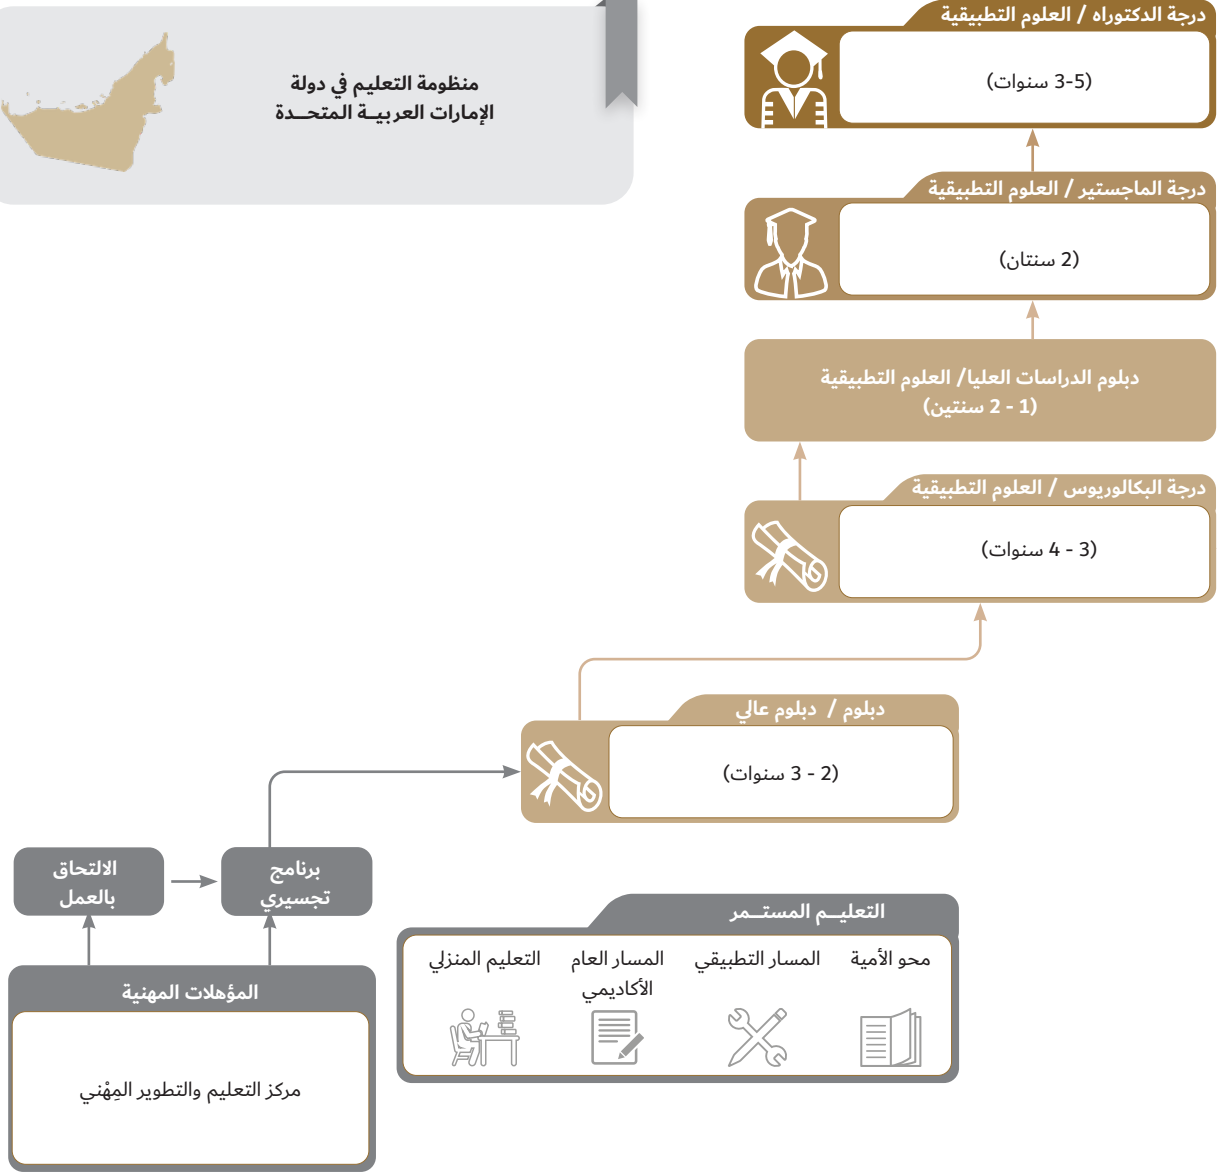 منظومة التعليم في دولة
الإمارات العربيــة المتحــدة
درجة الدكتوراه / العلوم التطبيقية
(3-5 سنوات)
درجة الماجستير / العلوم التطبيقية
(2 سنتان)
دبلوم الدراسات العليا/ العلوم التطبيقية
(1 - 2 سنتين)
درجة البكالوريوس / العلوم التطبيقية
(3 - 4 سنوات)
دبلوم / دبلوم عالي
(2 - 3 سنوات)
برنامج
تجسيري
الالتحاق
بالعمل
التعليــم المستــمر
محو الأمية
المسار التطبيقي
المسار العام
الأكاديمي
التعليم المنزلي
المؤهلات المهنية
مركز التعليم والتطوير المِهْني